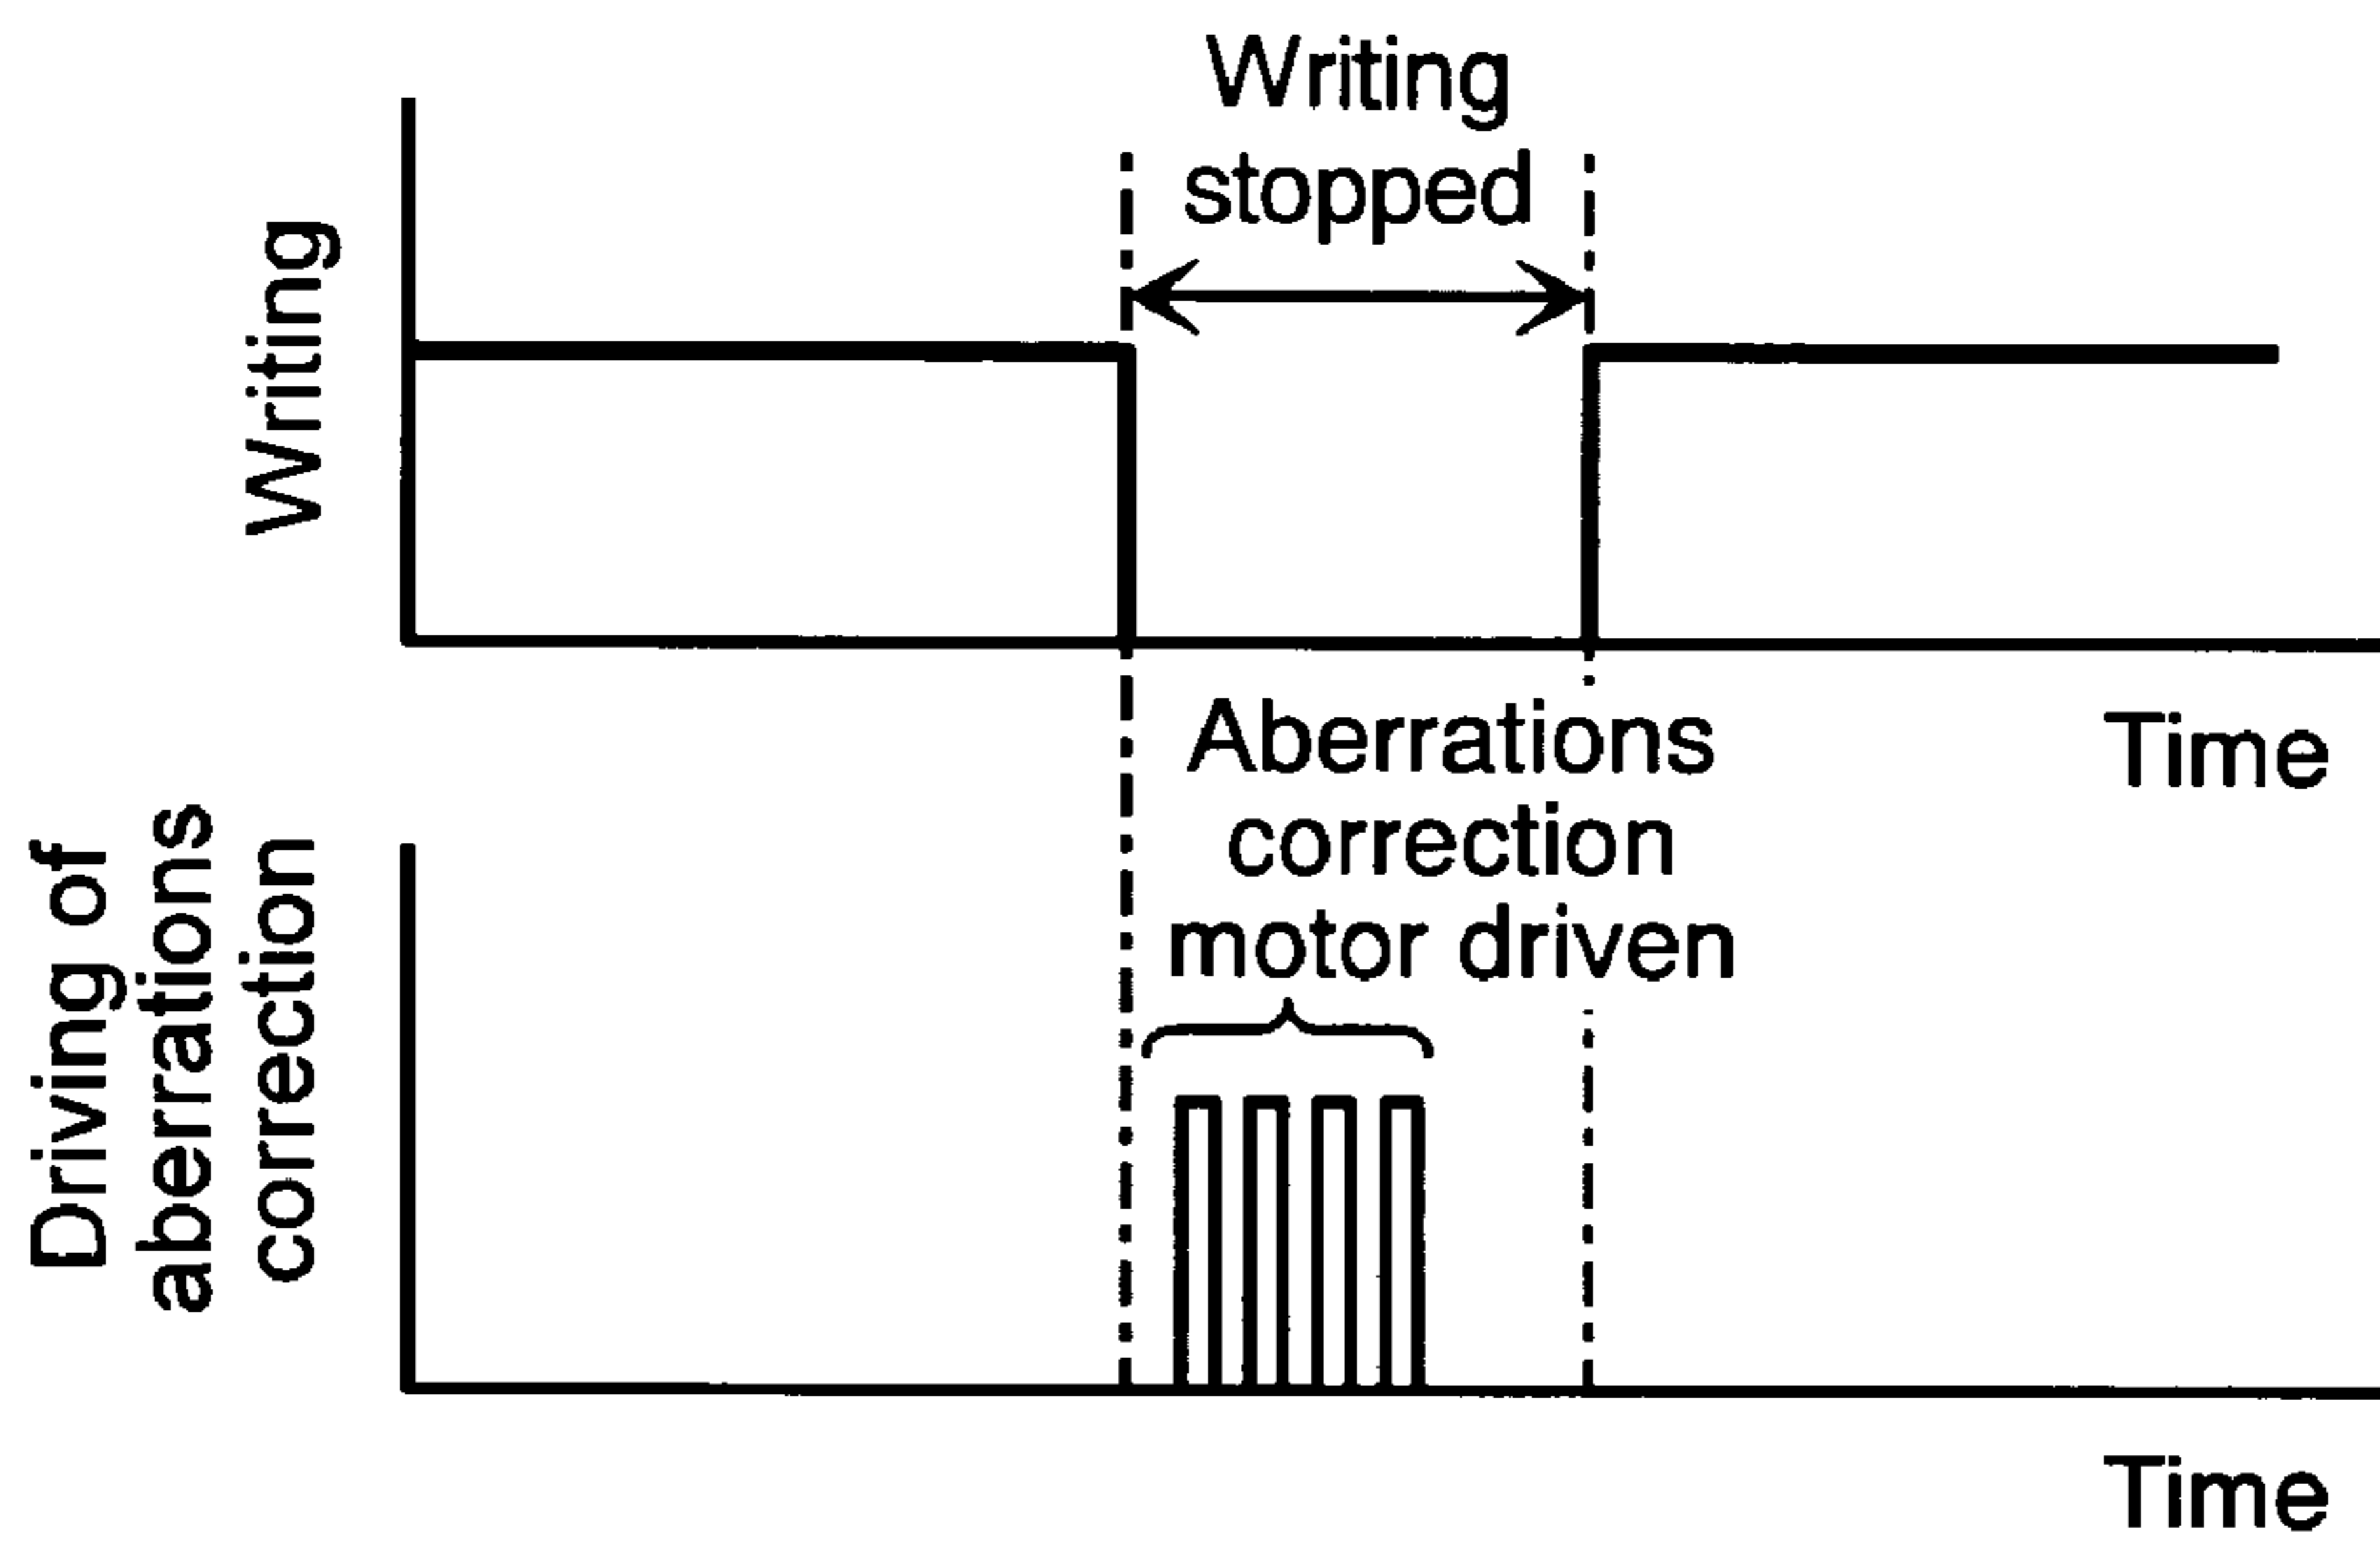 Writing
stopped
Writing
Time
Aberrations
correction
motor driven
Driving of
aberrations
correction
Time